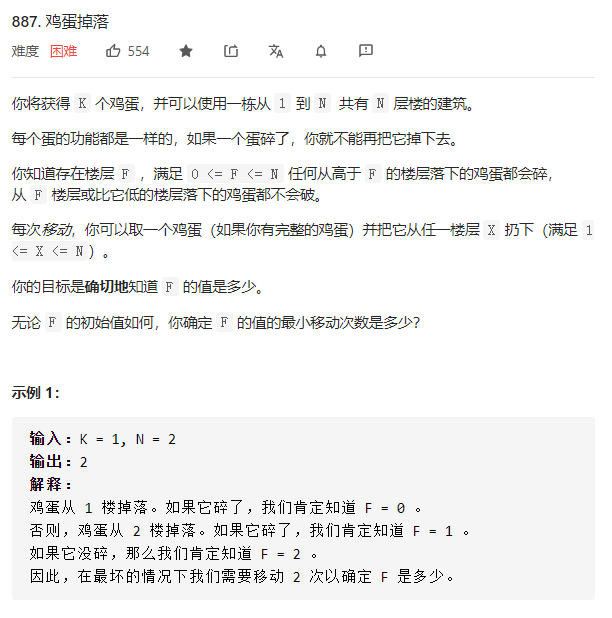 887. 鸡蛋掉落
难度 困难 554
你将获得 K 个鸡蛋，并可以使用一栋从 1 到 N 共有 N 层楼的建筑。
每个蛋的功能都是一样的，如果一个蛋碎了，你就不能再把它掉下去。
你知道存在楼层 F ，满足 0 <= F <= N 任何从高于 F 的楼层落下的鸡蛋都会碎，
从 F 楼层或比它低的楼层落下的鸡蛋都不会破。
每次移动，你可以取一个鸡蛋（如果你有完整的鸡蛋）并把它从任一楼层 X 扔下（满足 1
<= X <= N ）。
你的目标是确切地知道 F 的值是多少。
无论 F 的初始值如何，你确定 F 的值的最小移动次数是多少？
示例 1：
输入：K = 1, N = 2
输出：2
解释：
鸡蛋从 1 楼掉落。如果它碎了，我们肯定知道 F = 0 。
否则，鸡蛋从 2 楼掉落。如果它碎了，我们肯定知道 F = 1 。
如果它没碎，那么我们肯定知道 F = 2 。
因此，在最坏的情况下我们需要移动 2 次以确定 F 是多少。